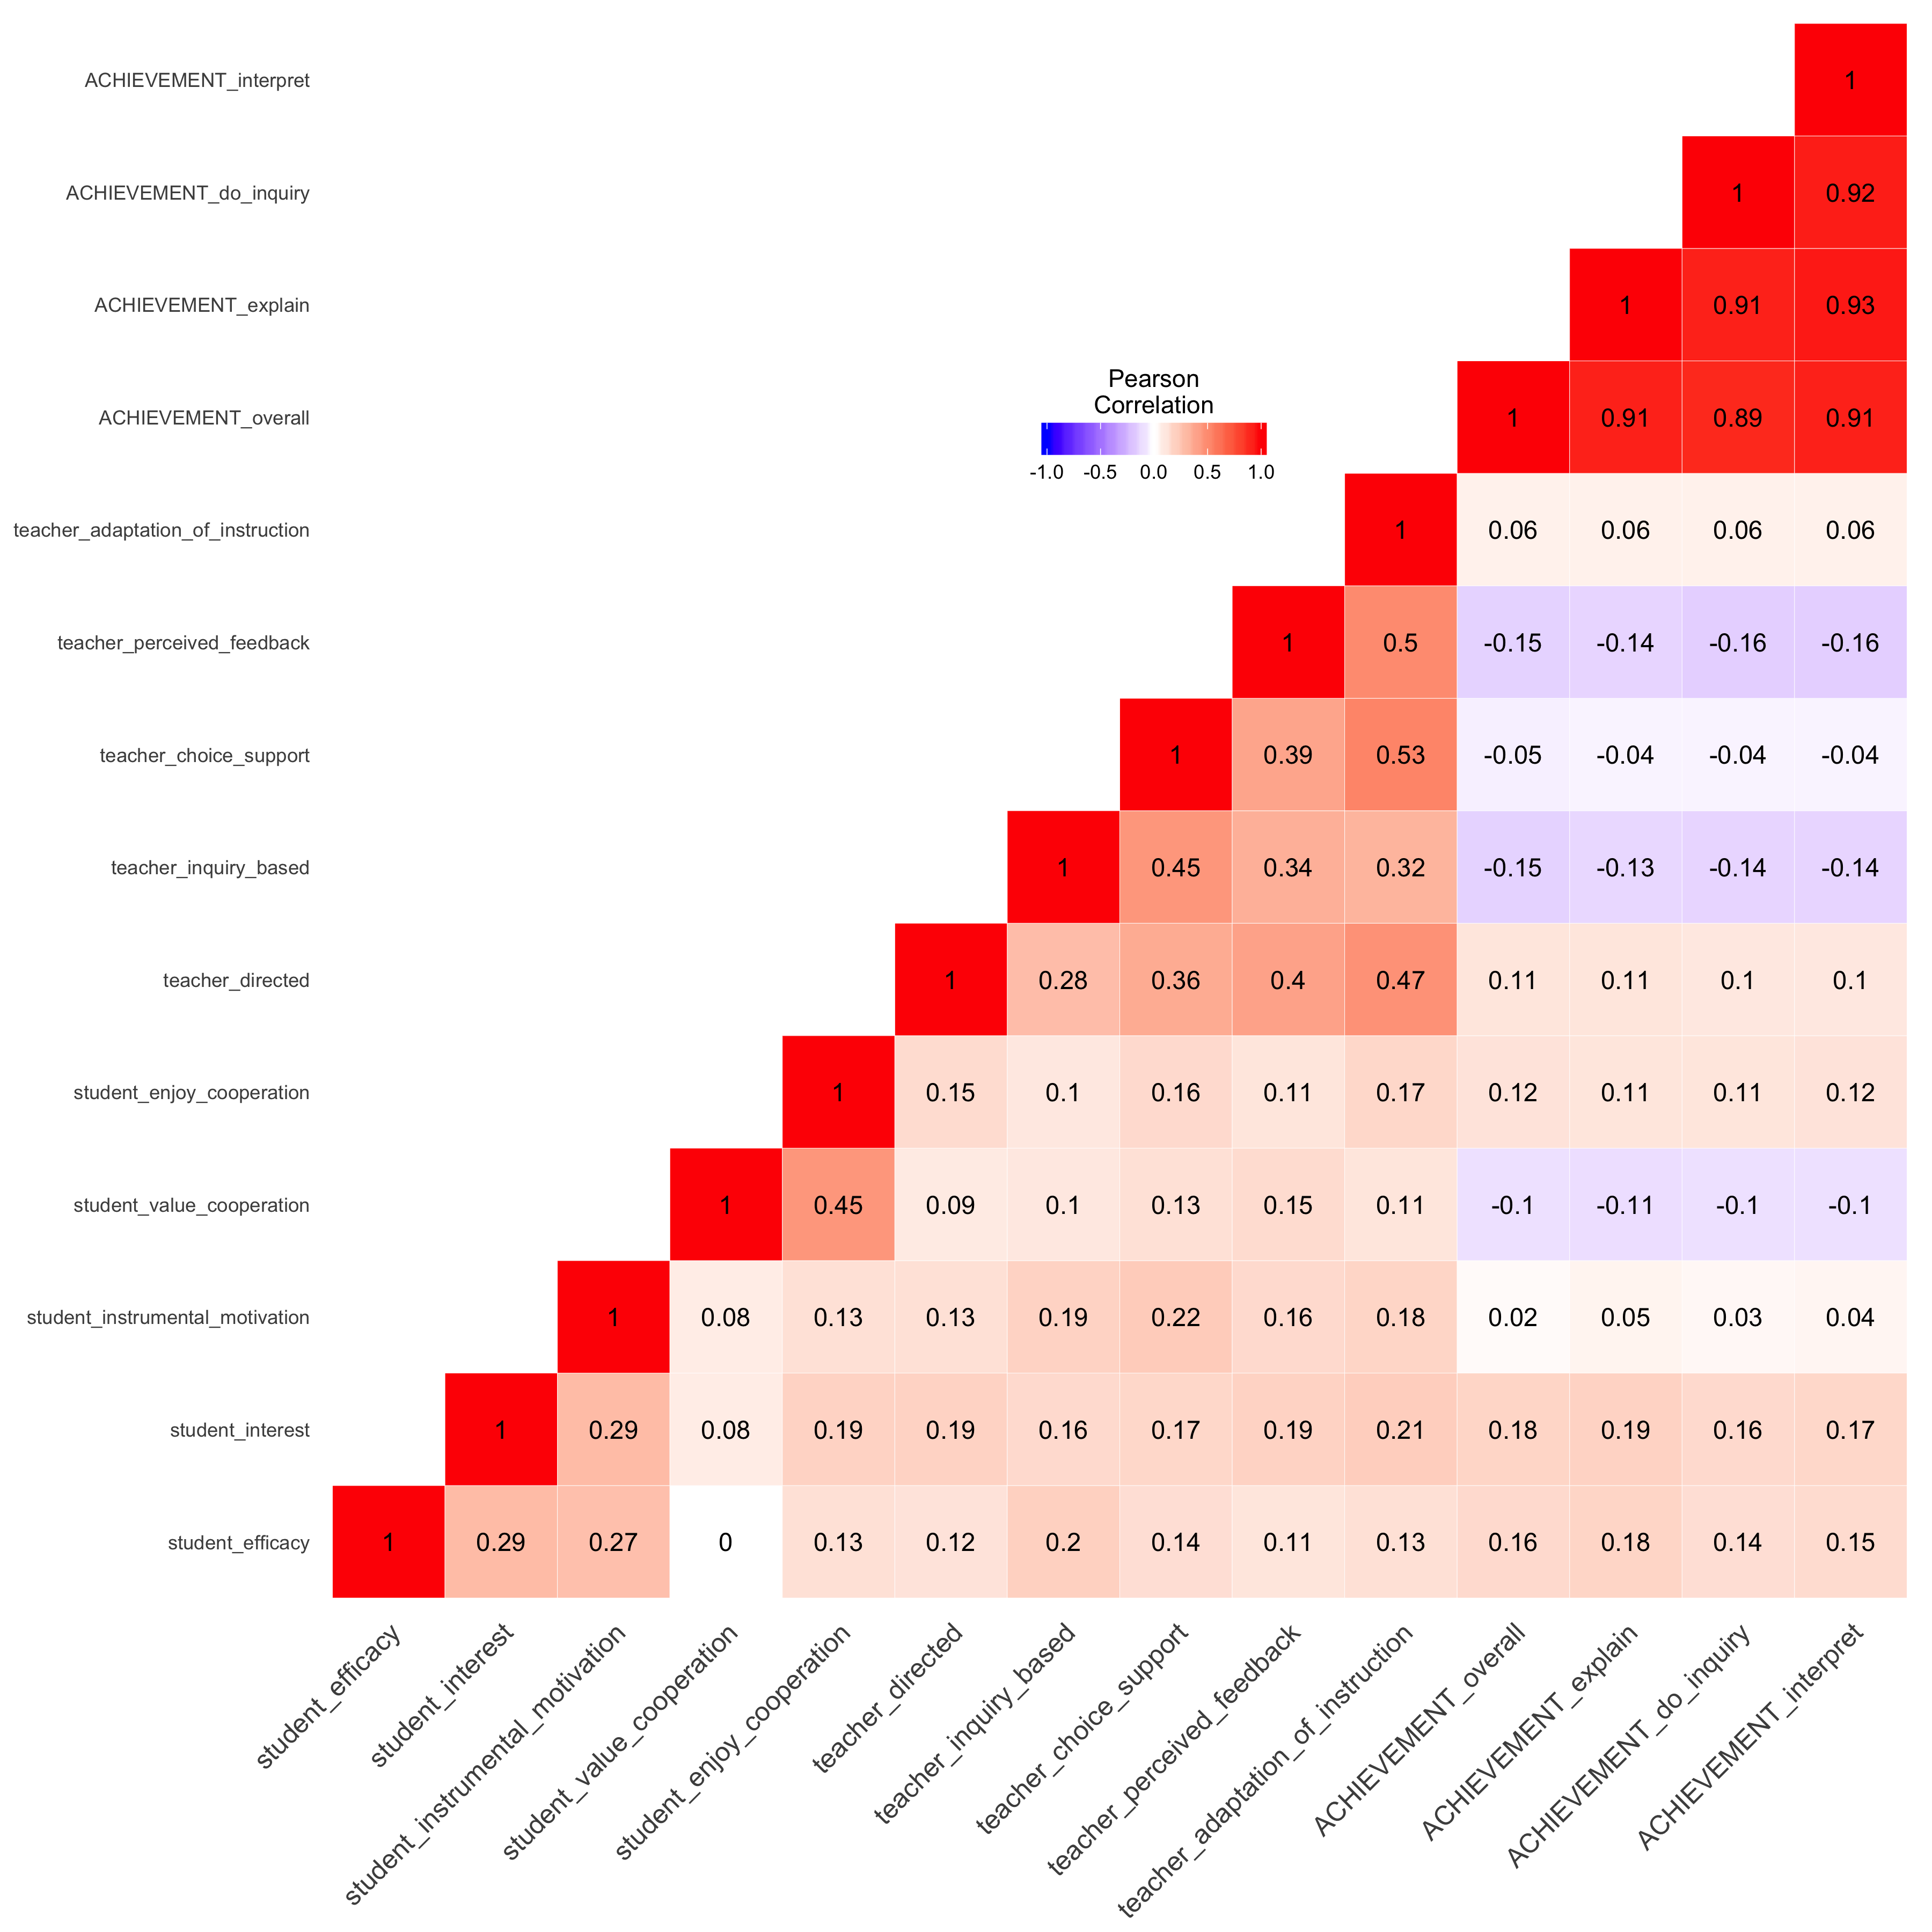 ACHIEVEMENT_interpret
1
ACHIEVEMENT_do_inquiry
1 0.92
ACHIEVEMENT_explain
1 0.91 0.93
Pearson
Correlation
-1.0 -0.5 0.0 0.5 1.0
ACHIEVEMENT_overall
1 0.91 0.89 0.91
teacher_adaptation_of_instruction
1 0.06 0.06 0.06 0.06
teacher_perceived_feedback
1 0.5 -0.15 -0.14 -0.16 -0.16
teacher_choice_support
1 0.39 0.53 -0.05 -0.04 -0.04 -0.04
teacher_inquiry_based
1 0.45 0.34 0.32 -0.15 -0.13 -0.14 -0.14
teacher_directed
1 0.28 0.36 0.4 0.47 0.11 0.11 0.1 0.1
student_enjoy_cooperation
1 0.15 0.1 0.16 0.11 0.17 0.12 0.11 0.11 0.12
student_value_cooperation
1 0.45 0.09 0.1 0.13 0.15 0.11 -0.1 -0.11 -0.1 -0.1
student_instrumental_motivation
1 0.08 0.13 0.13 0.19 0.22 0.16 0.18 0.02 0.05 0.03 0.04
student_interest
1 0.29 0.08 0.19 0.19 0.16 0.17 0.19 0.21 0.18 0.19 0.16 0.17
student_efficacy
1 0.29 0.27 0 0.13 0.12 0.2 0.14 0.11 0.13 0.16 0.18 0.14 0.15
student_efficacy
student_interest
student_instrumental_motivation
student_value_cooperation
student_enjoy_cooperation
teacher_directed
teacher_inquiry_based
teacher_choice_support
teacher_perceived_feedback
teacher_adaptation_of_instruction
ACHIEVEMENT_overall
ACHIEVEMENT_explain
ACHIEVEMENT_do_inquiry
ACHIEVEMENT_interpret